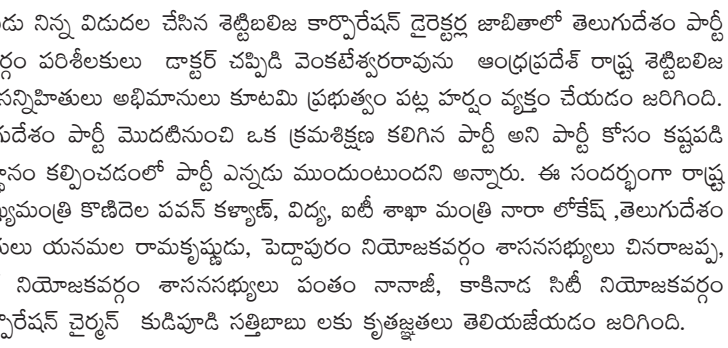 నిన్న విడుదల చేసిన శెట్టిబలిజ కార్పొరేషన్ డైరెక్టర్ల జాబితాలో తెలుగుదేశం పార్టీ
పరిశీలకులు డాక్టర్ చప్పిడి వెంకటేశ్వరరావును ఆంధ్రప్రదేశ్ రాష్ట్ర శెట్టిబలిజ
సన్నిహితులు అభిమానులు కూటమి ప్రభుత్వం పట్ల హర్షం వ్యక్తం చేయడం జరిగింది.
పార్టీ మొదటినుంచి ఒక క్రమశిక్షణ కలిగిన పార్టీ అని పార్టీ కోసం కష్టపడి
కల్పించడంలో పార్టీ ఎన్నడు ముందుంటుందని అన్నారు. ఈ సందర్భంగా రాష్ట్ర
కొణిదెల పవన్ కళ్యాణ్, విద్య, ఐటీ శాఖా మంత్రి నారా లోకేష్ ,తెలుగుదేశం
యనమల రామకృష్ణుడు, పెద్దాపురం నియోజకవర్గం శాసనసభ్యులు చినరాజప్ప,
నియోజకవర్గం శాసనసభ్యులు పంతం నానాజీ, కాకినాడ సిటీ నియోజకవర్గం
చైర్మన్ కుడిపూడి సత్తిబాబు లకు కృతజ్ఞతలు తెలియజేయడం జరిగింది.